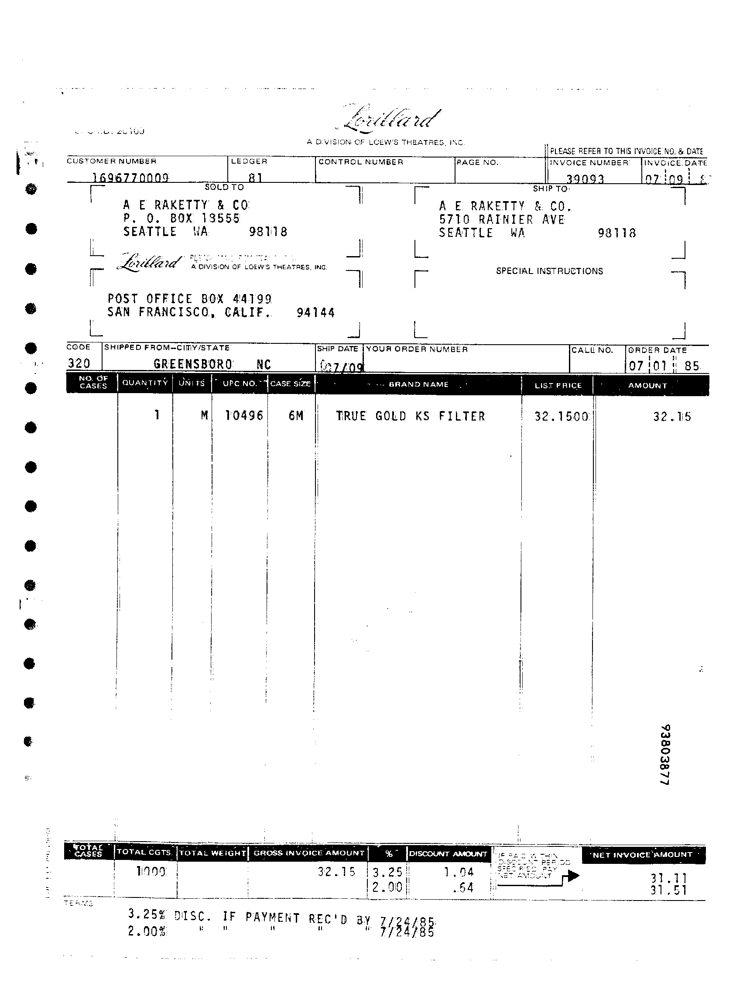 Lorillard
A DIVISION OF LOEW'S THEATRES, INC.
PLEASE REFER TO THIS INVOICE NO. & DATE
CUSTOMER NUMBER LEDGER CONTROL NUMBER PAGE NO. INVOICE NUMBER INVOICE DATE
1696770009 81 39093 07 09
SOLD TO SHIP TO
A E RAKETTY & CO A E RAKETTY & CO.
P. O. BOX 13555 5710 RAINIER AVE
SEATTLE WA 98118 SEATTLE WA 98118
Lorillard A DIVISION OF LOEW'S THEATRES, INC.
SPECIAL INSTRUCTIONS
POST OFFICE BOX 44199
SAN FRANCISCO, CALIF. 94144
CODE SHIPPED FROM—CITY/STATE SHIP DATE YOUR ORDER NUMBER CALL NO. ORDER DATE
320 GREENSBORO NC 07/09 07 01 85
NO. OF CASES QUANTITY UNITS UPC NO. CASE SIZE BRAND NAME LIST PRICE AMOUNT
1 M 10496 6M TRUE GOLD KS FILTER 32.1500 32.15
93803877
TOTAL CASES TOTAL CGTS TOTAL WEIGHT GROSS INVOICE AMOUNT % DISCOUNT AMOUNT IF PAID WITHIN DISCOUNT PERIOD SPECIFIED, PAY NET AMOUNT NET INVOICE AMOUNT
1000 32.15 3.25 1.04 31.11
2.00 .64 31.51
TERMS
3.25% DISC. IF PAYMENT REC'D BY 7/24/85
2.00% " " " " " 7/24/85